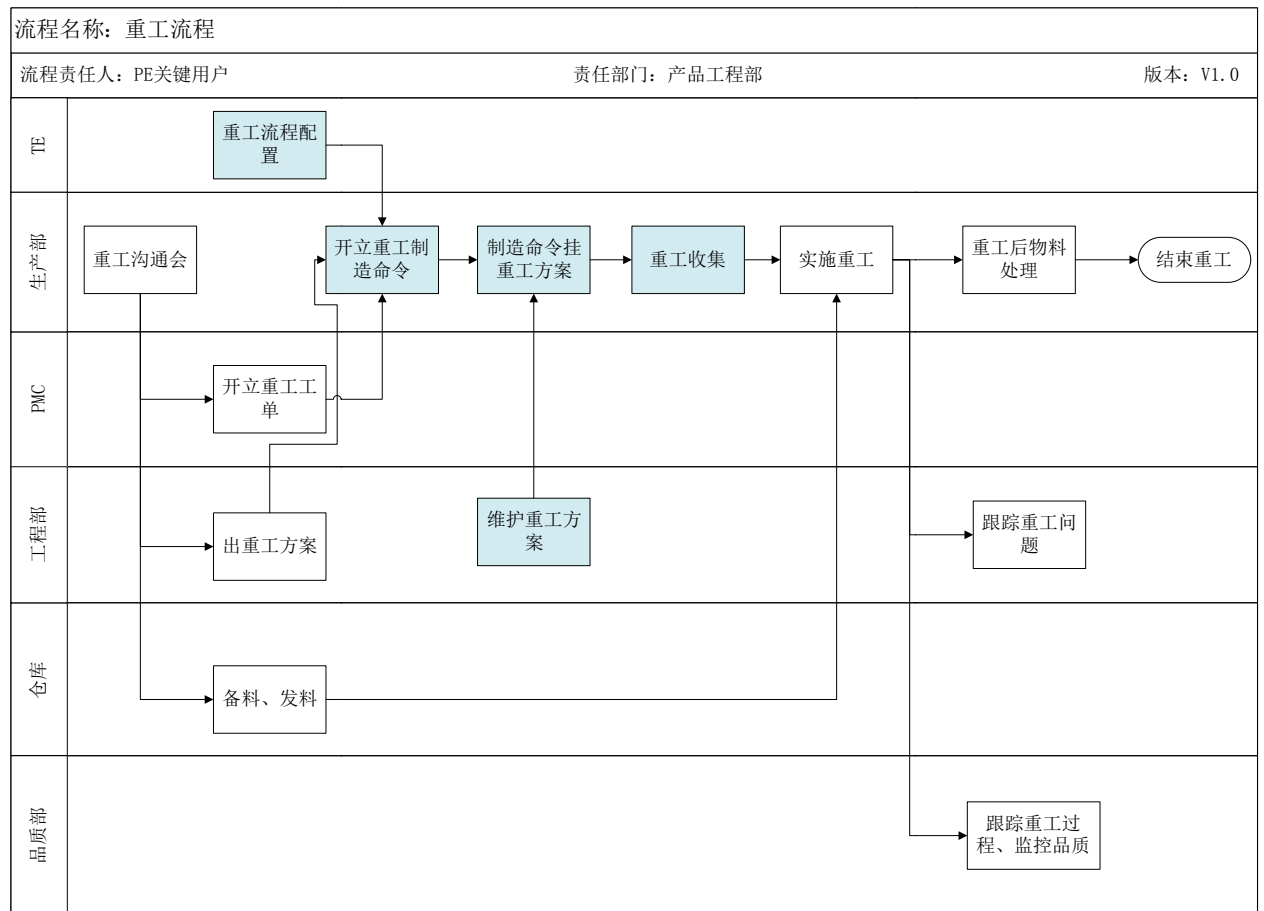 流程名称：重工流程
流程责任人：PE关键用户
责任部门：产品工程部
版本：V1.0
TE
重工流程配
置
生产部
重工沟通会
开立重工制
造命令
制造命令挂
重工方案
重工收集
实施重工
重工后物料
处理
结束重工
PMC
开立重工工
单
工程部
出重工方案
维护重工方
案
跟踪重工问
题
仓库
备料、发料
品质部
跟踪重工过
程、监控品质